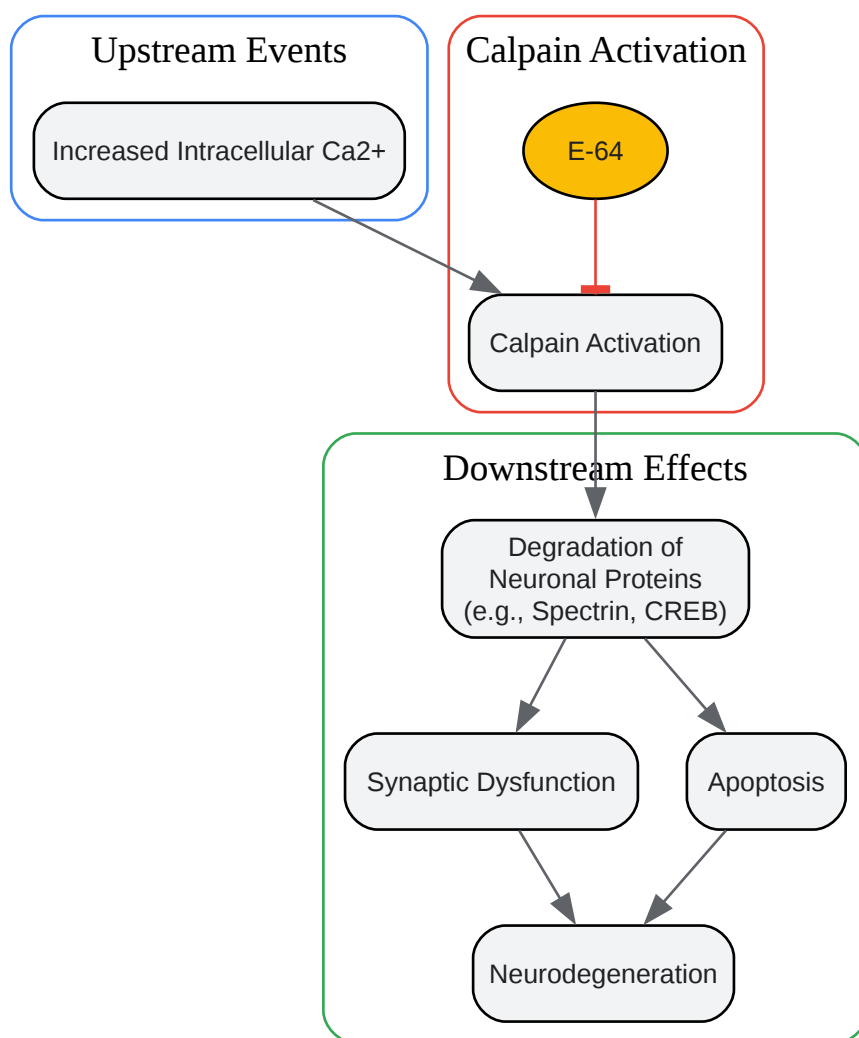 Upstream Events
Calpain Activation
Increased Intracellular Ca2+
E-64
Calpain Activation
Downstream Effects
Degradation of
Neuronal Proteins
(e.g., Spectrin, CREB)
Synaptic Dysfunction
Apoptosis
Neurodegeneration